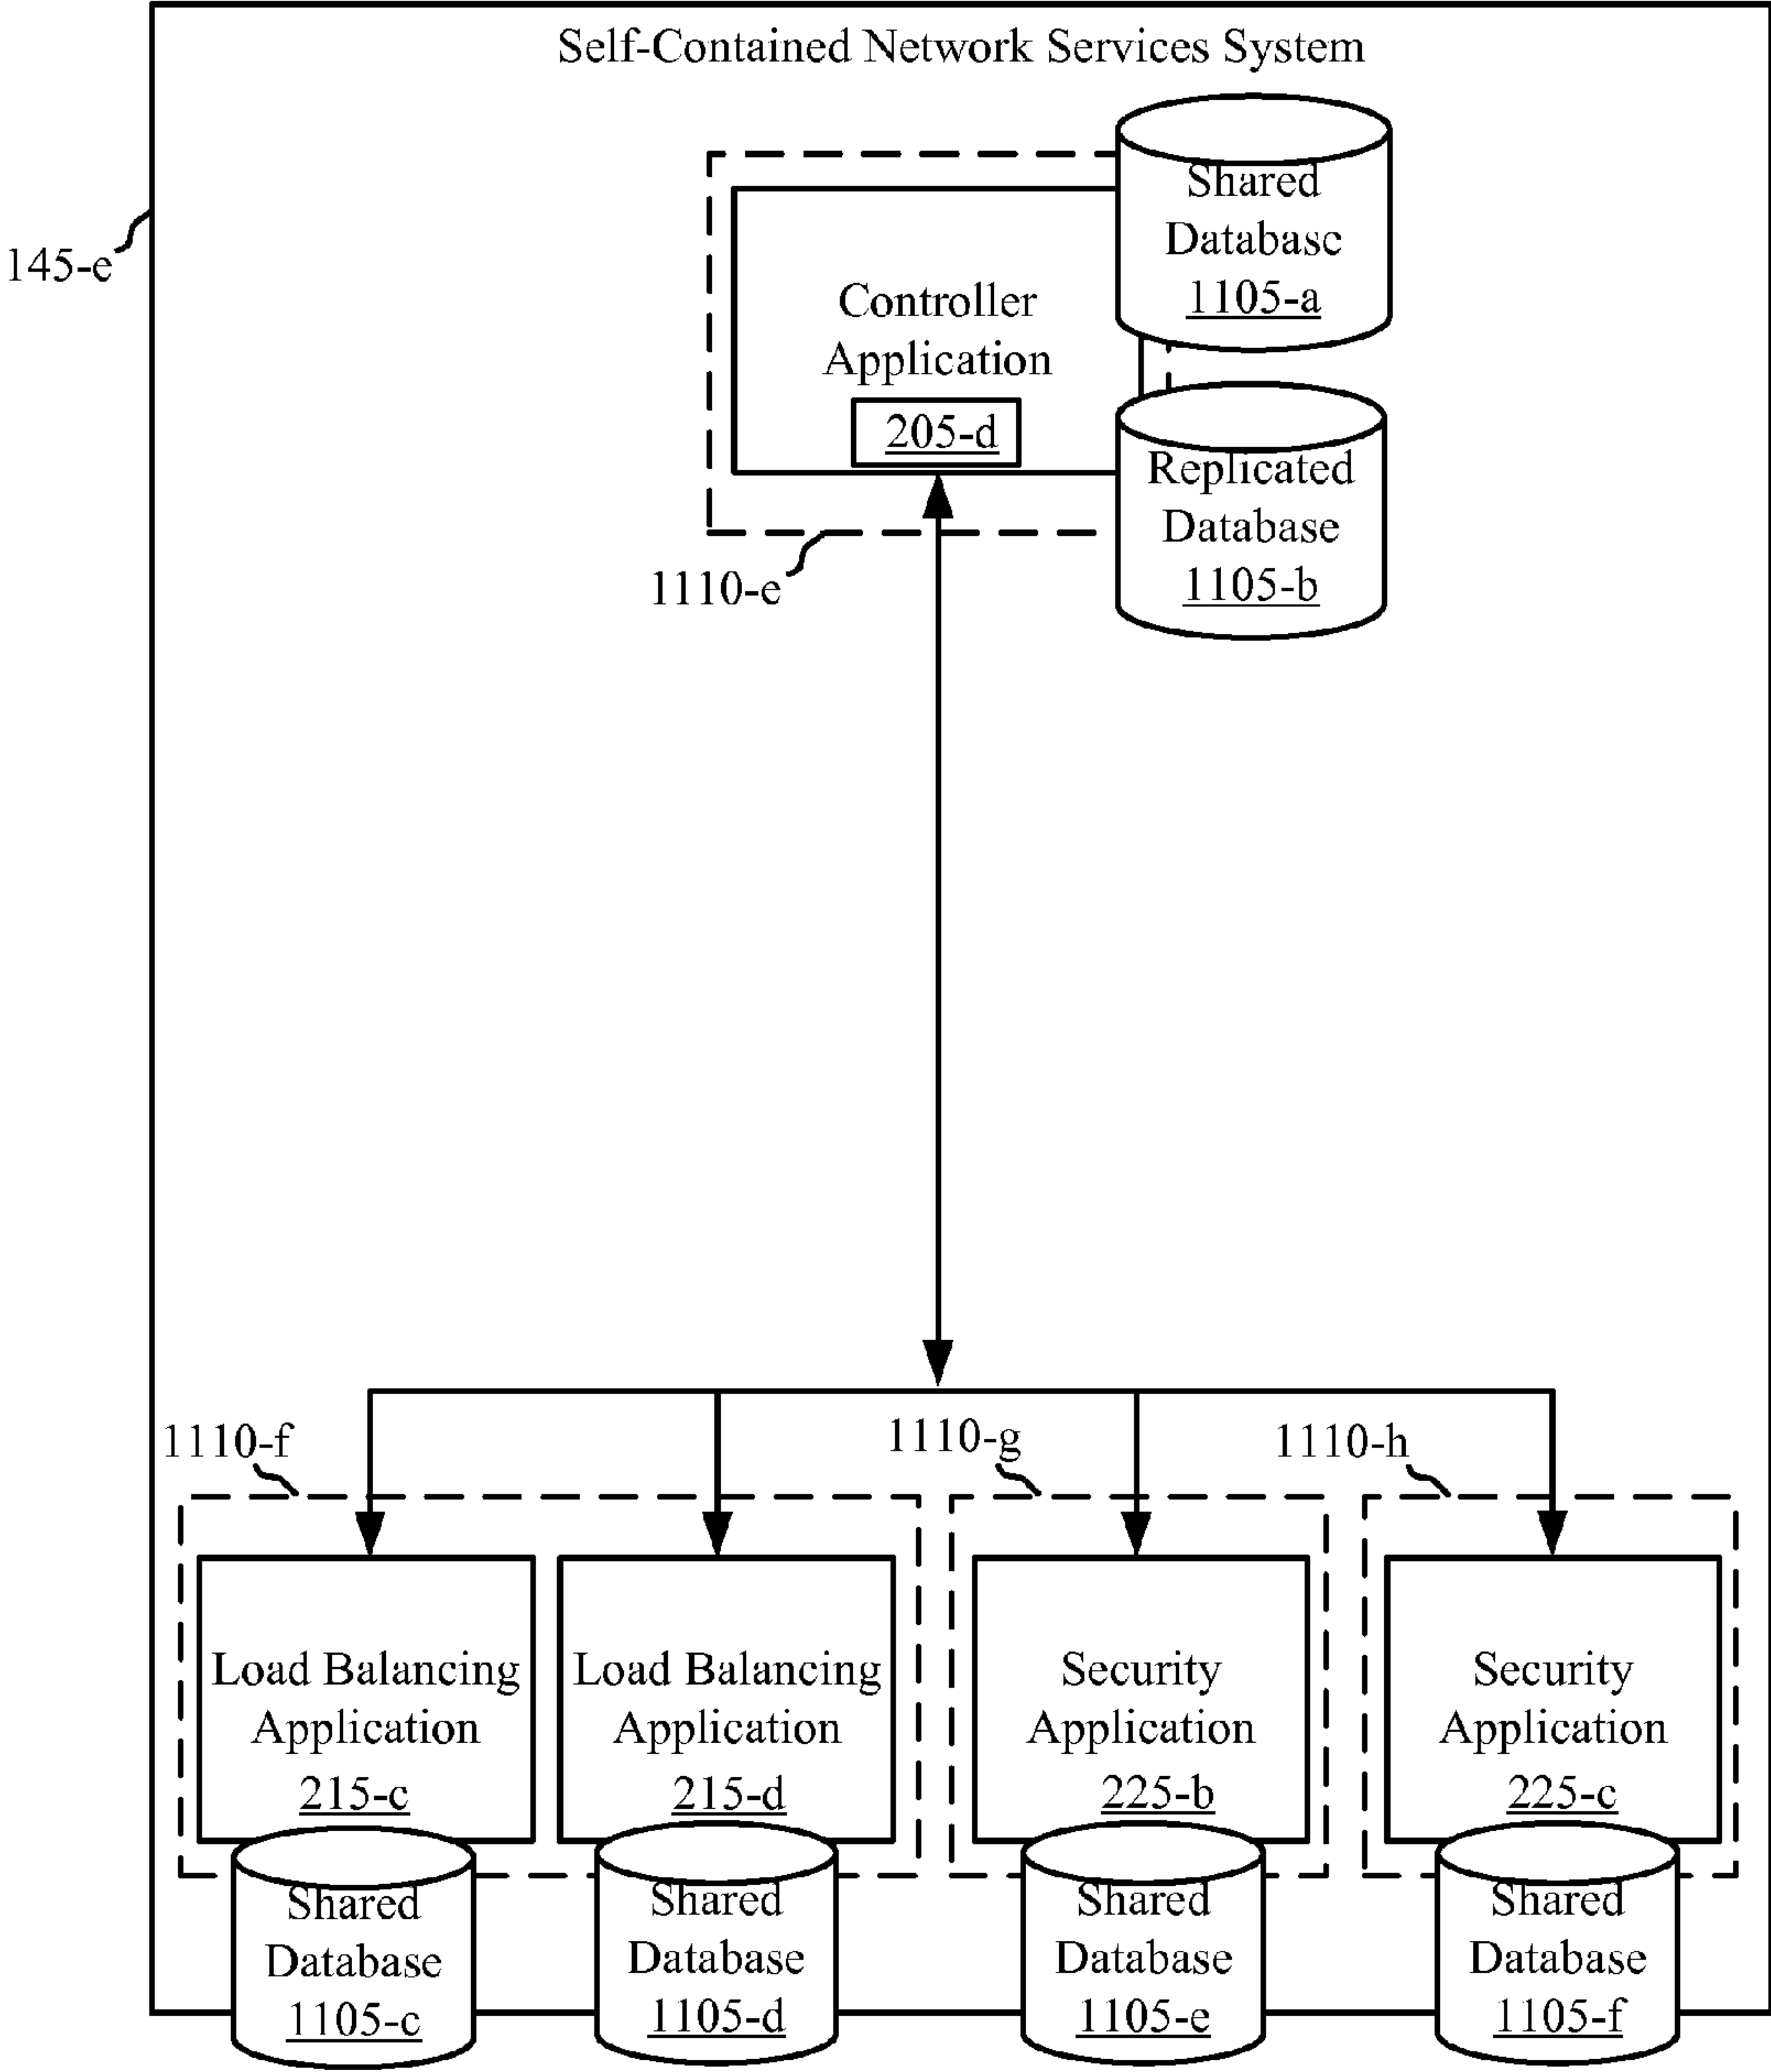 Self-Contained Network Services System
Shared
Database
1105-a
145-e
Controller
Application
205-d
Replicated
Database
1105-b
1110-e
1110-f
1110-g
1110-h
Load Balancing
Application
215-c
Load Balancing
Application
215-d
Security
Application
225-b
Security
Application
225-c
Shared
Database
1105-c
Shared
Database
1105-d
Shared
Database
1105-e
Shared
Database
1105-f